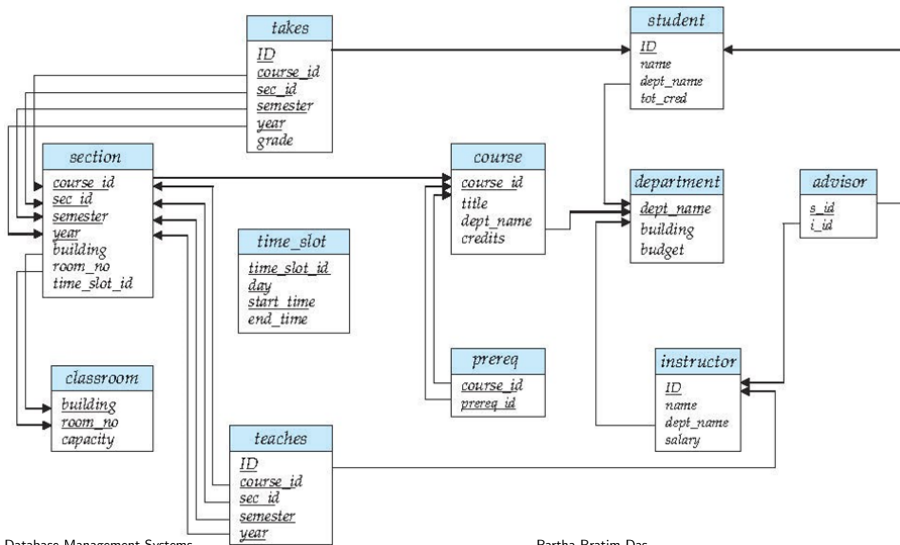 takes
ID
course_id
sec_id
semester
year
grade
student
ID
name
dept_name
tot_cred
section
course_id
sec_id
semester
year
building
room_no
time_slot_id
course
course_id
title
dept_name
credits
department
dept_name
building
budget
advisor
s_id
i_id
time_slot
time_slot_id
day
start_time
end_time
classroom
building
room_no
capacity
prereq
course_id
prereq_id
instructor
ID
name
dept_name
salary
teaches
ID
course_id
sec_id
semester
year
Database Management Systems
Partha Pratim Das